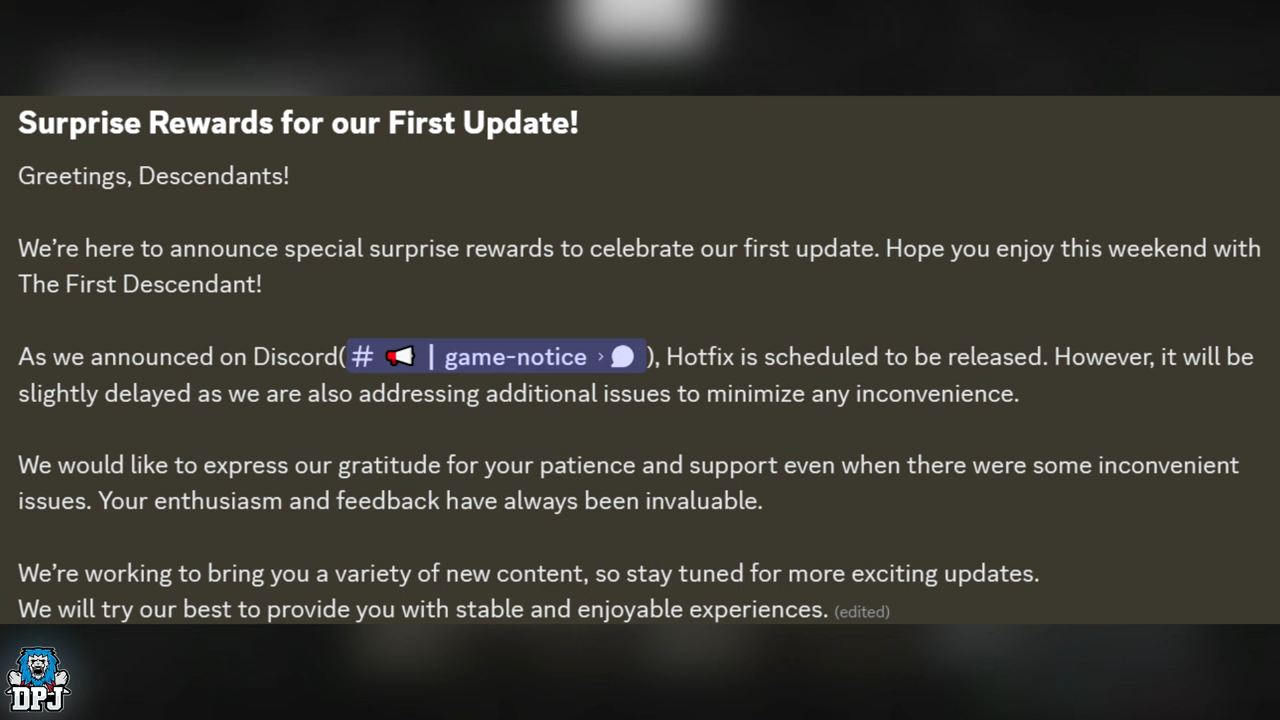 Surprise Rewards for our First Update!
Greetings, Descendants!
We're here to announce special surprise rewards to celebrate our first update. Hope you enjoy this weekend with
The First Descendant!
As we announced on Discord(# 📢 | game-notice › 💬), Hotfix is scheduled to be released. However, it will be
slightly delayed as we are also addressing additional issues to minimize any inconvenience.
We would like to express our gratitude for your patience and support even when there were some inconvenient
issues. Your enthusiasm and feedback have always been invaluable.
We're working to bring you a variety of new content, so stay tuned for more exciting updates.
We will try our best to provide you with stable and enjoyable experiences. (edited)
DPJ